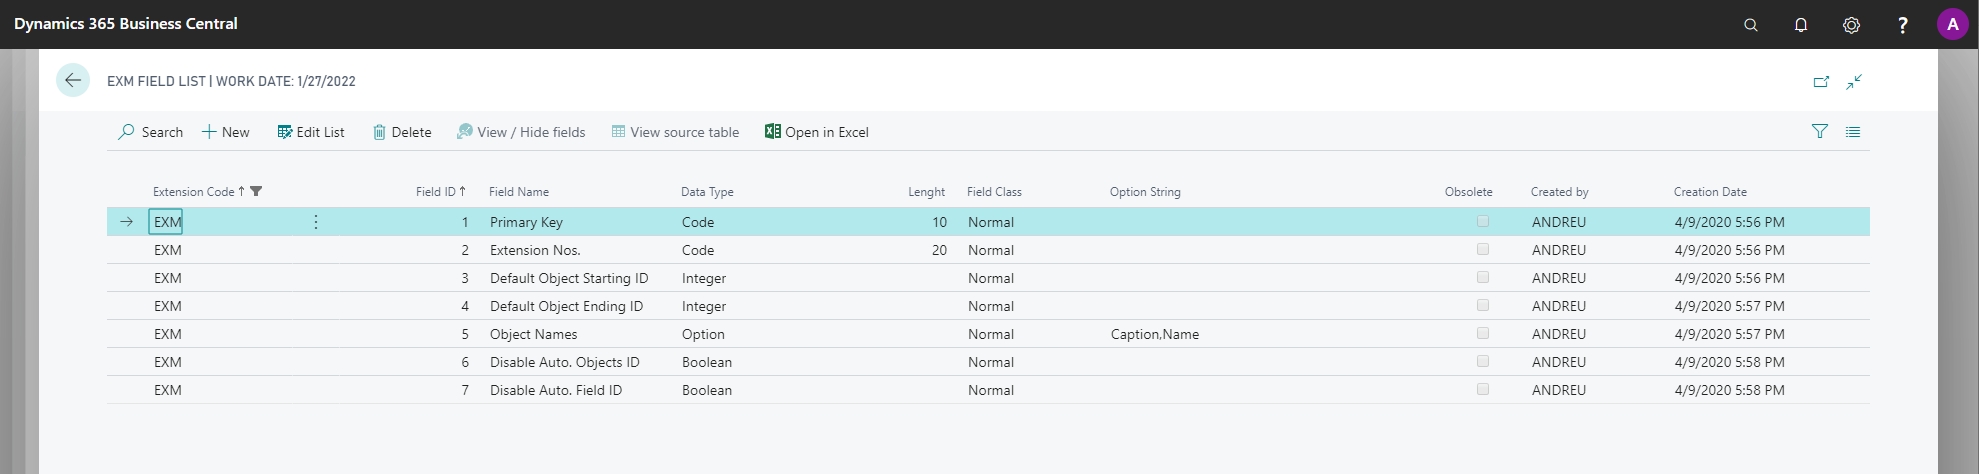 Dynamics 365 Business Central
? A
EXM FIELD LIST | WORK DATE: 1/27/2022
Search New Edit List Delete View / Hide fields View source table Open in Excel
Extension Code ↑ Field ID ↑ Field Name Data Type Lenght Field Class Option String Obsolete Created by Creation Date
EXM 1 Primary Key Code 10 Normal ANDREU 4/9/2020 5:56 PM
EXM 2 Extension Nos. Code 20 Normal ANDREU 4/9/2020 5:56 PM
EXM 3 Default Object Starting ID Integer Normal ANDREU 4/9/2020 5:56 PM
EXM 4 Default Object Ending ID Integer Normal ANDREU 4/9/2020 5:57 PM
EXM 5 Object Names Option Normal Caption,Name ANDREU 4/9/2020 5:57 PM
EXM 6 Disable Auto. Objects ID Boolean Normal ANDREU 4/9/2020 5:58 PM
EXM 7 Disable Auto. Field ID Boolean Normal ANDREU 4/9/2020 5:58 PM